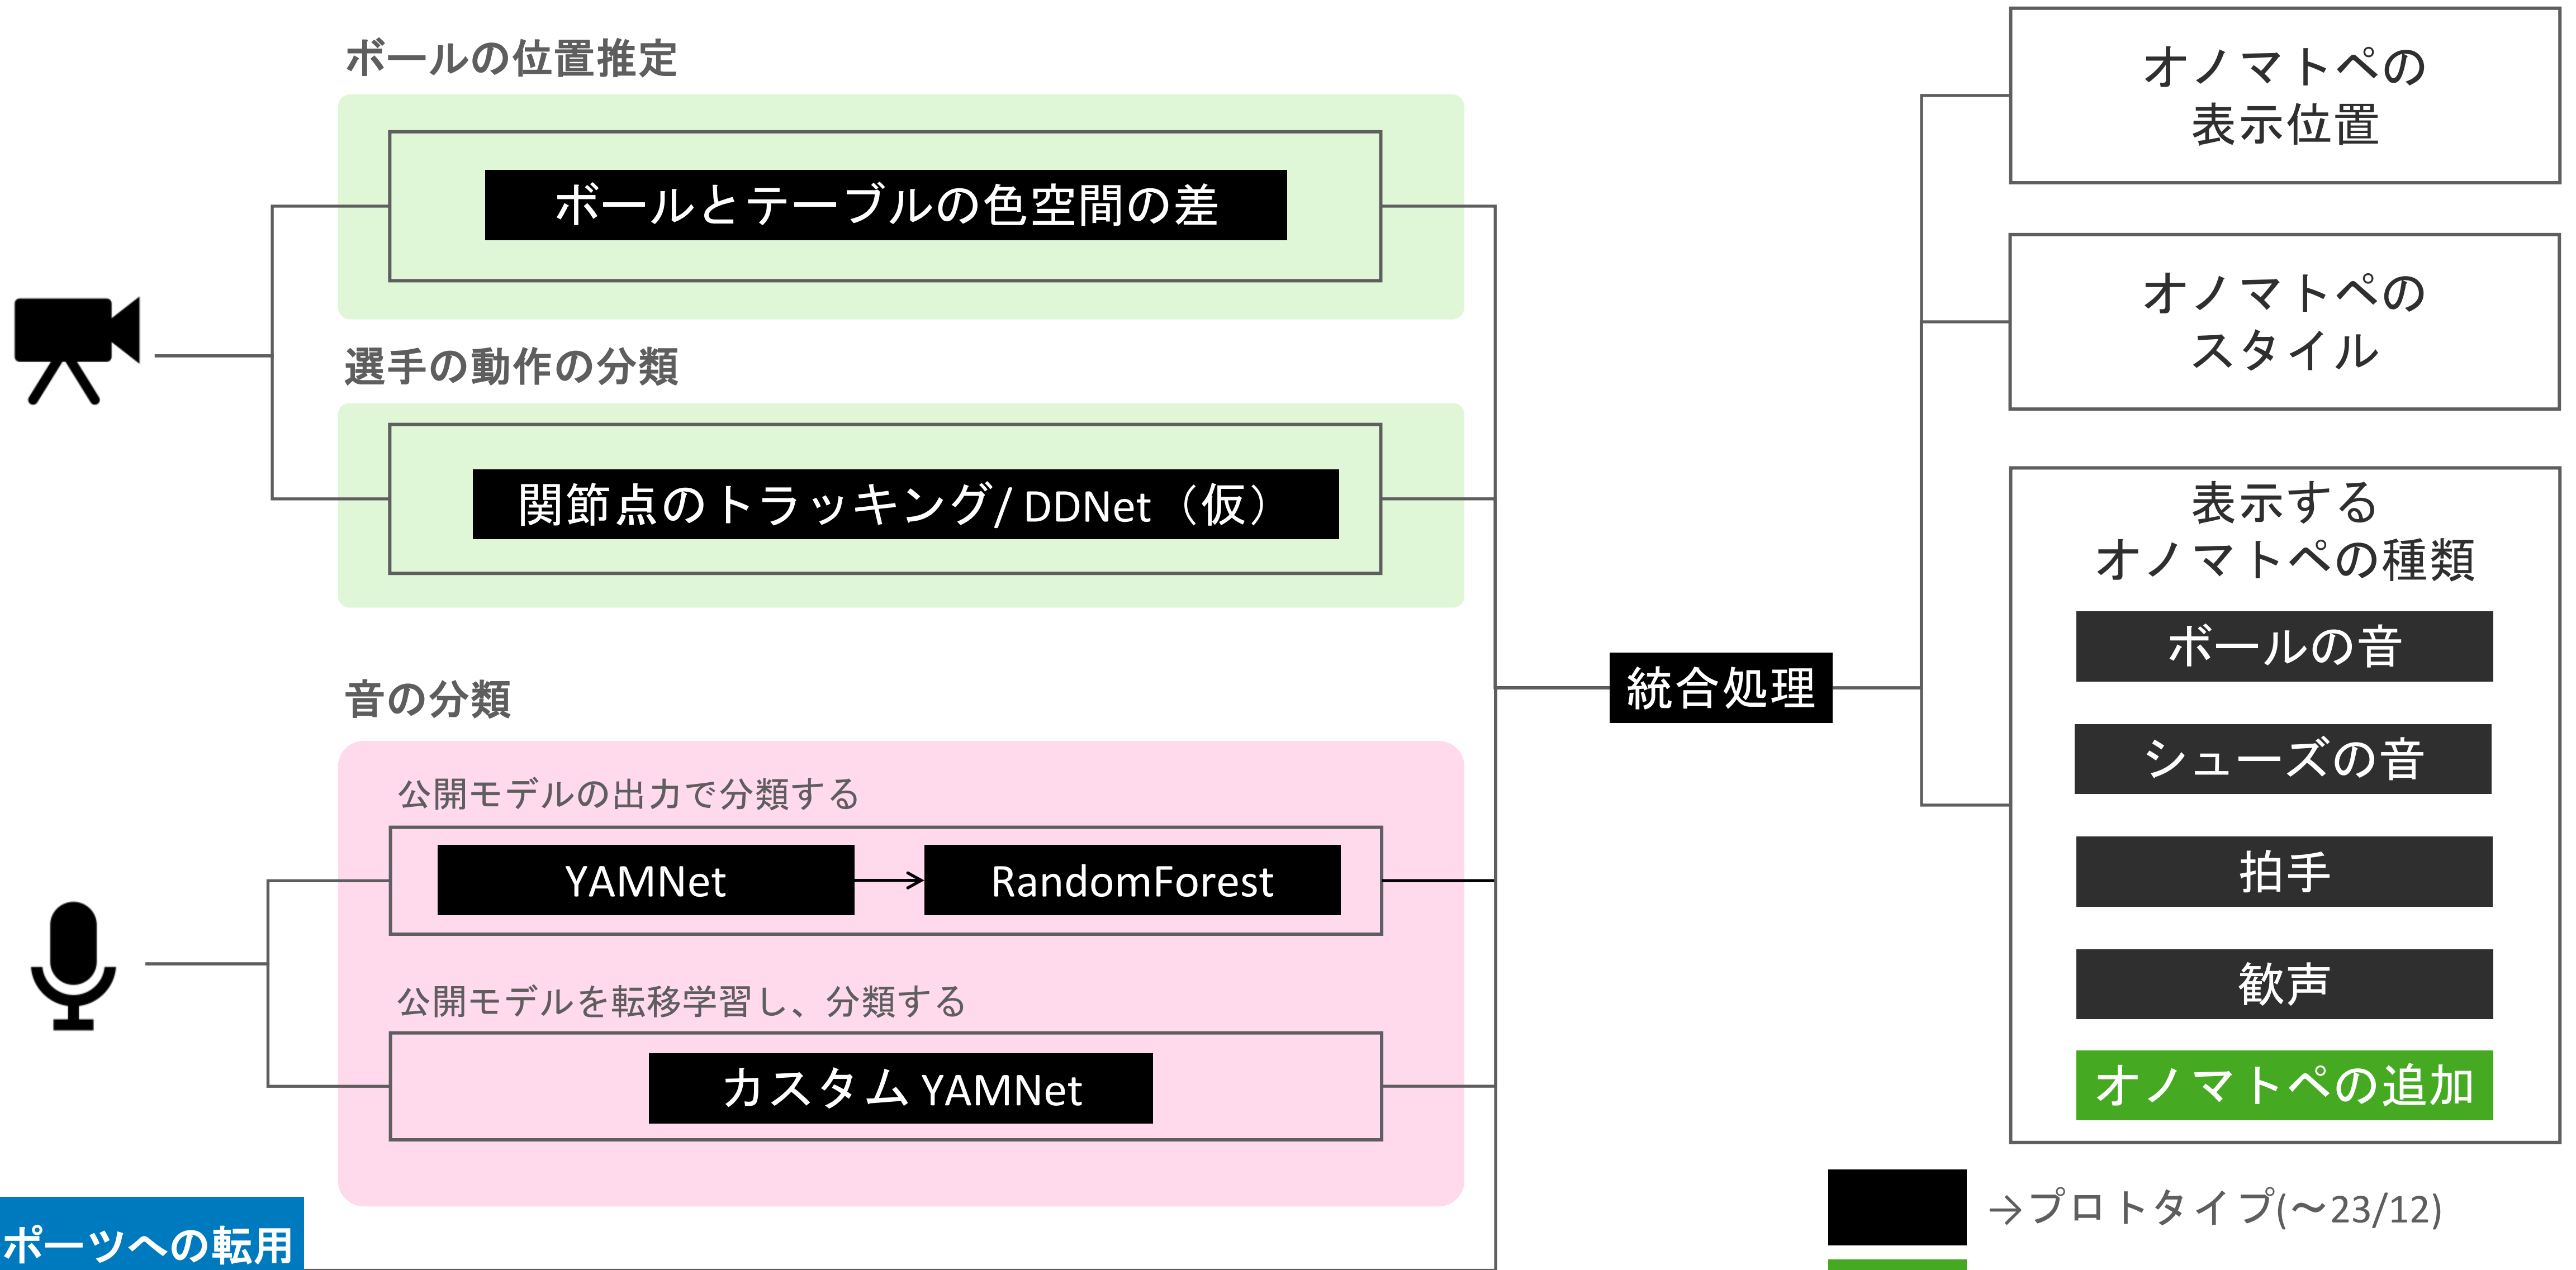 ボールの位置推定
ボールとテーブルの色空間の差
選手の動作の分類
関節点のトラッキング/ DDNet（仮）
音の分類
公開モデルの出力で分類する
YAMNet
RandomForest
公開モデルを転移学習し、分類する
カスタム YAMNet
ポーツへの転用
統合処理
オノマトペの
表示位置
オノマトペの
スタイル
表示する
オノマトペの種類
ボールの音
シューズの音
拍手
歓声
オノマトペの追加
→プロトタイプ(～23/12)